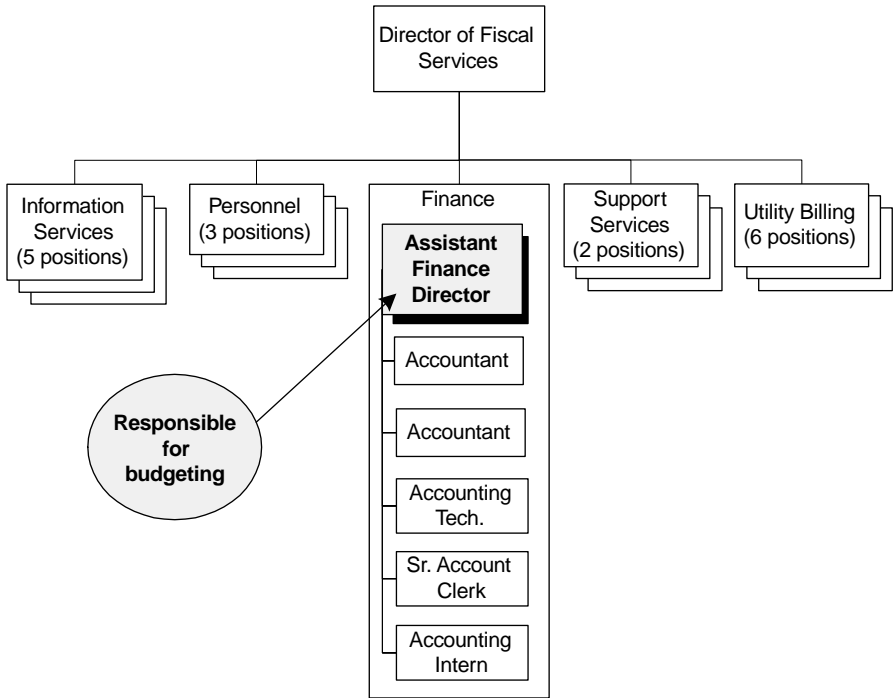 Director of Fiscal
Services
Information
Services
(5 positions)
Personnel
(3 positions)
Finance
Assistant
Finance
Director
Accountant
Accountant
Accounting
Tech.
Sr. Account
Clerk
Accounting
Intern
Support
Services
(2 positions)
Utility Billing
(6 positions)
Responsible
for
budgeting